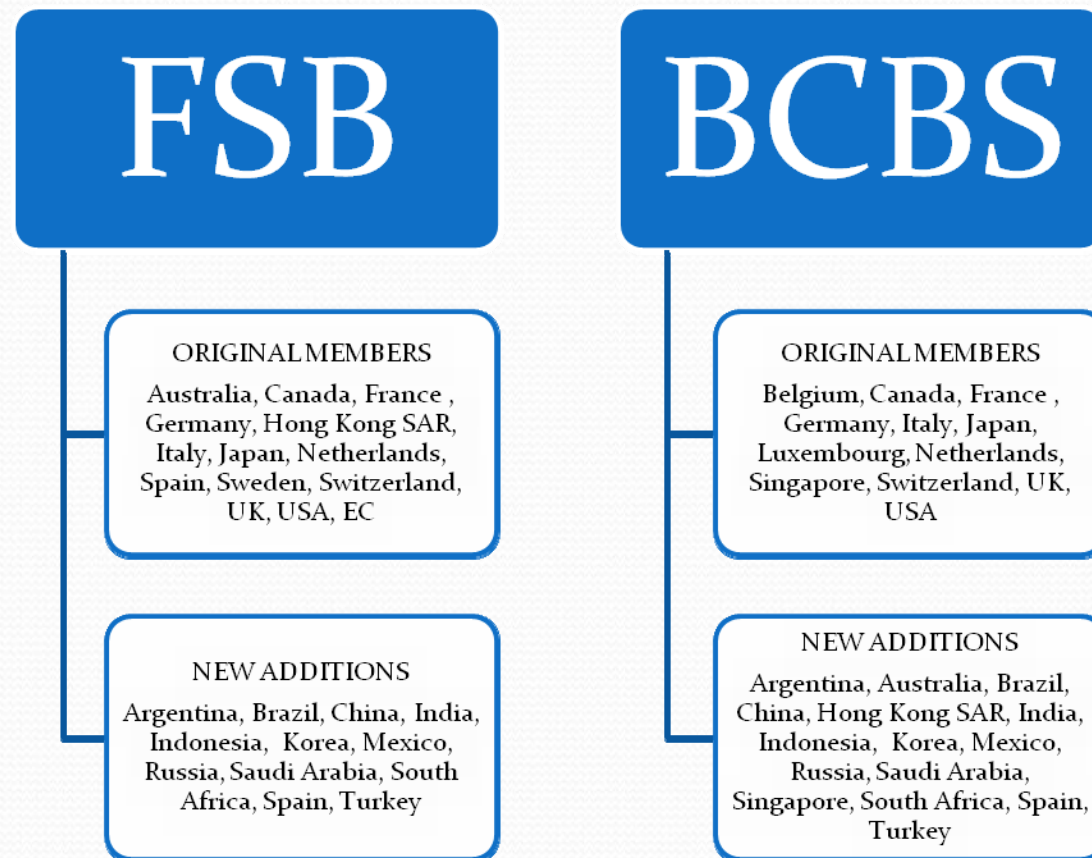 FSB
ORIGINAL MEMBERS
Australia, Canada, France ,
Germany, Hong Kong SAR,
Italy, Japan, Netherlands,
Spain, Sweden, Switzerland,
UK, USA, EC
NEW ADDITIONS
Argentina, Brazil, China, India,
Indonesia, Korea, Mexico,
Russia, Saudi Arabia, South
Africa, Spain, Turkey
BCBS
ORIGINAL MEMBERS
Belgium, Canada, France ,
Germany, Italy, Japan,
Luxembourg, Netherlands,
Singapore, Switzerland, UK,
USA
NEW ADDITIONS
Argentina, Australia, Brazil,
China, Hong Kong SAR, India,
Indonesia, Korea, Mexico,
Russia, Saudi Arabia,
Singapore, South Africa, Spain,
Turkey